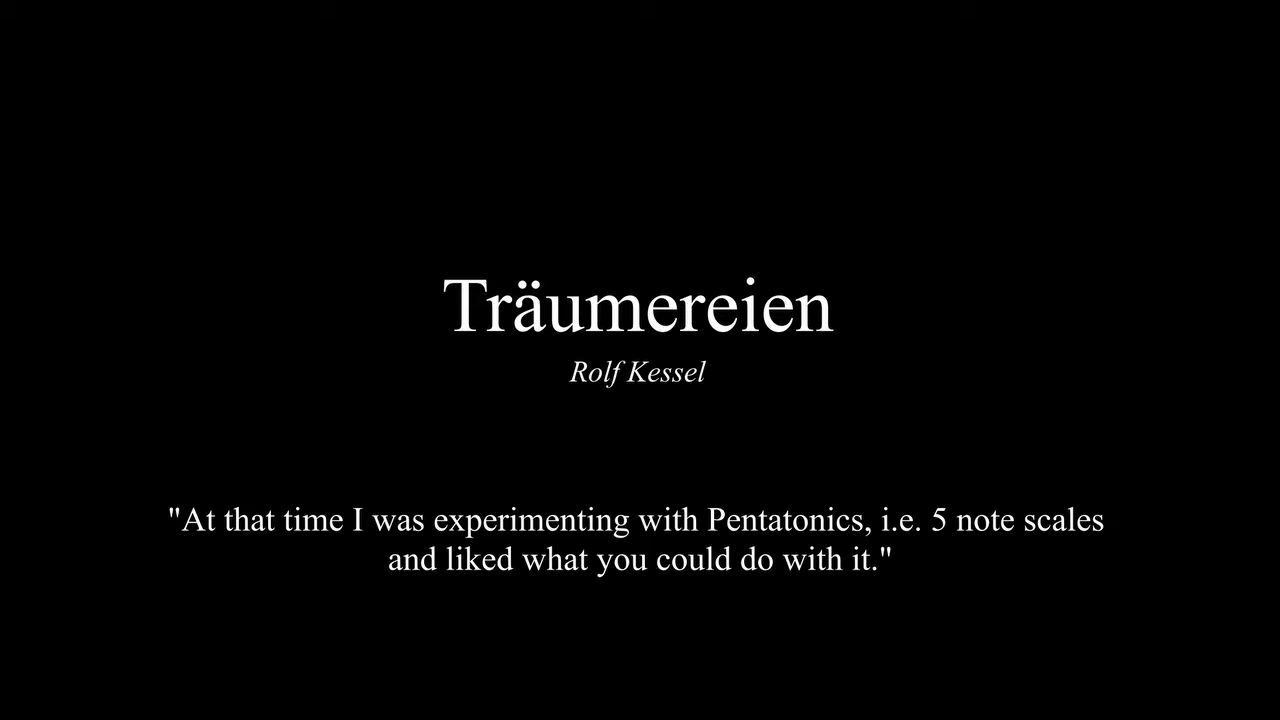 Träumereien
Rolf Kessel
"At that time I was experimenting with Pentatonics, i.e. 5 note scales
and liked what you could do with it."